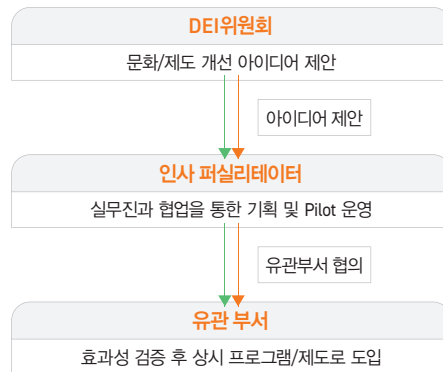 DEI위원회
문화/제도 개선 아이디어 제안
아이디어 제안
인사 퍼실리테이터
실무진과 협업을 통한 기획 및 Pilot 운영
유관부서 협의
유관 부서
효과성 검증 후 상시 프로그램/제도로 도입